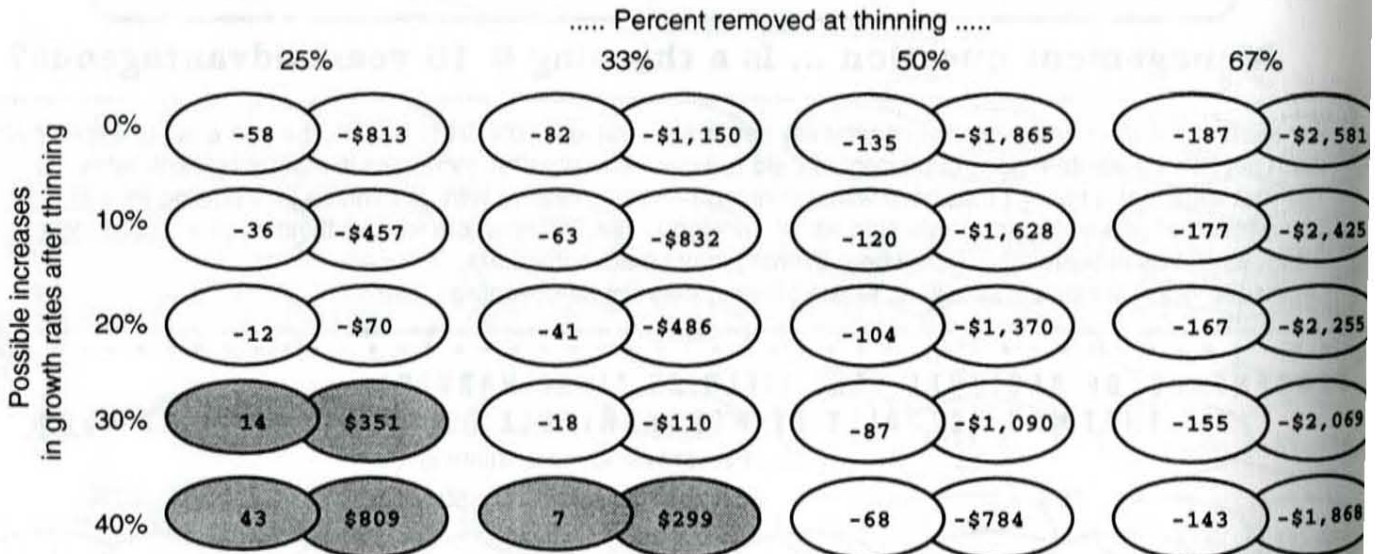 ..... Percent removed at thinning .....
25% 33% 50% 67%
Possible increases
in growth rates after thinning
0% -58 -$813 -82 -$1,150 -135 -$1,865 -187 -$2,581
10% -36 -$457 -63 -$832 -120 -$1,628 -177 -$2,425
20% -12 -$70 -41 -$486 -104 -$1,370 -167 -$2,255
30% 14 $351 -18 -$110 -87 -$1,090 -155 -$2,069
40% 43 $809 7 $299 -68 -$784 -143 -$1,868